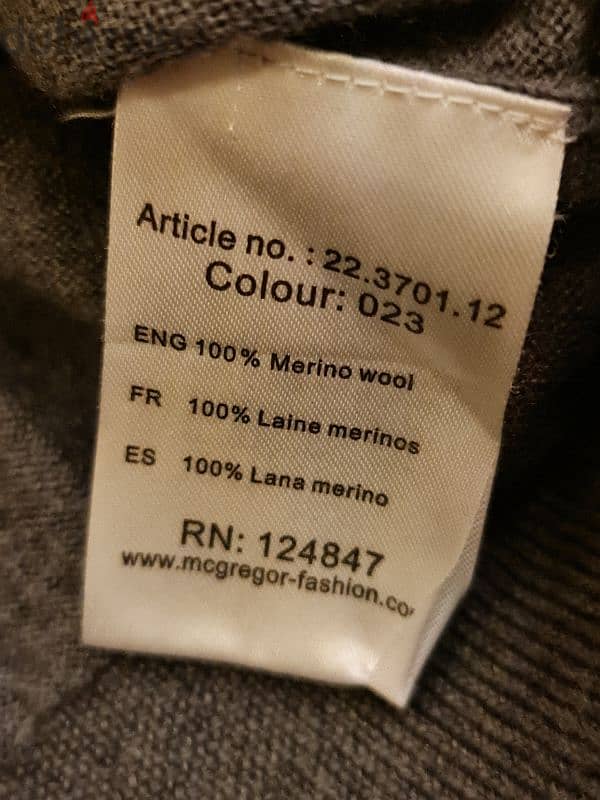 Article no. : 22.3701.12
Colour: 023
ENG 100% Merino wool
FR 100% Laine merinos
ES 100% Lana merino
RN: 124847
www.mcgregor-fashion.co